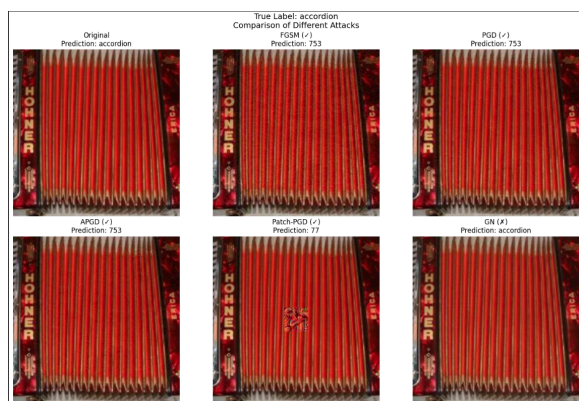 True Label: accordion
Comparison of Different Attacks
Original
Prediction: accordion
FGSM (✓)
Prediction: 753
PGD (✓)
Prediction: 753
HOHNER
ERICA
HOHNER
ERICA
HOHNER
ERICA
APGD (✓)
Prediction: 753
Patch-PGD (✓)
Prediction: 77
GN (✗)
Prediction: accordion
HOHNER
ERICA
HOHNER
ERICA
HOHNER
ERICA